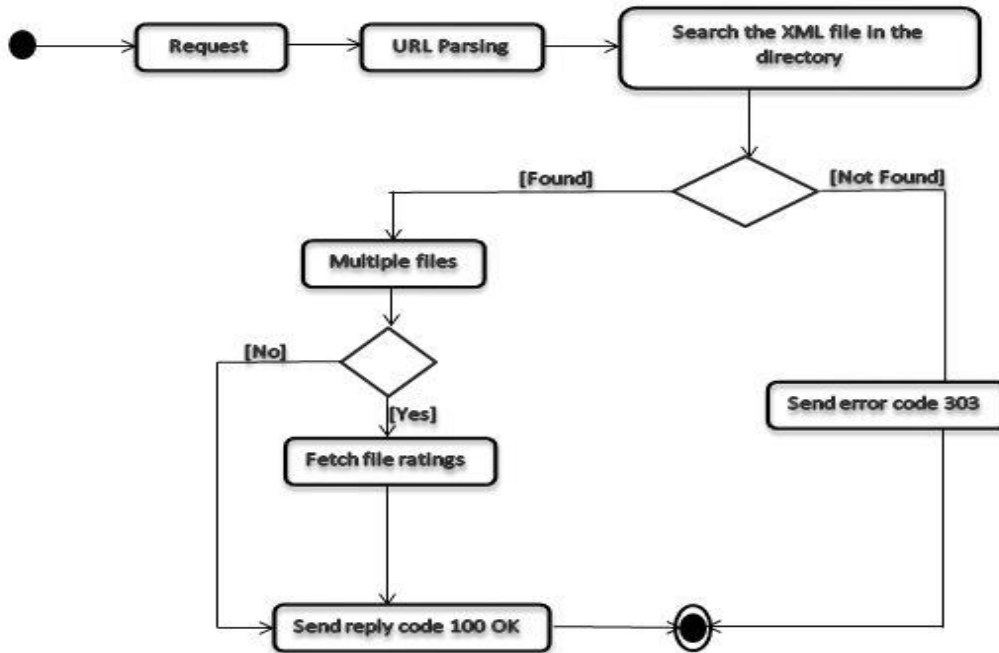 Request
URL Parsing
Search the XML file in the
directory
[Found]
[Not Found]
Multiple files
[No]
[Yes]
Send error code 303
Fetch file ratings
Send reply code 100 OK